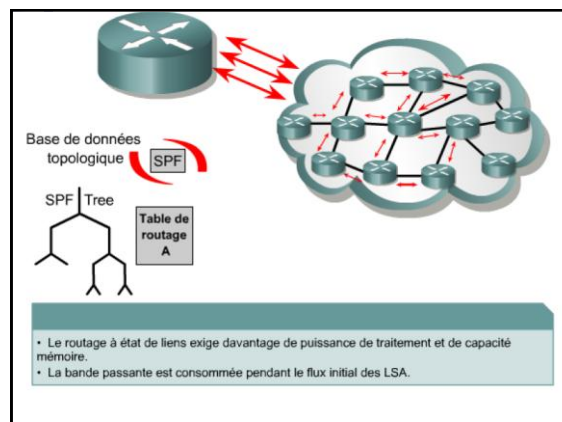 Base de données
topologique
SPF
SPF Tree
Table de
routage
A
• Le routage à état de liens exige davantage de puissance de traitement et de capacité
mémoire.
• La bande passante est consommée pendant le flux initial des LSA.